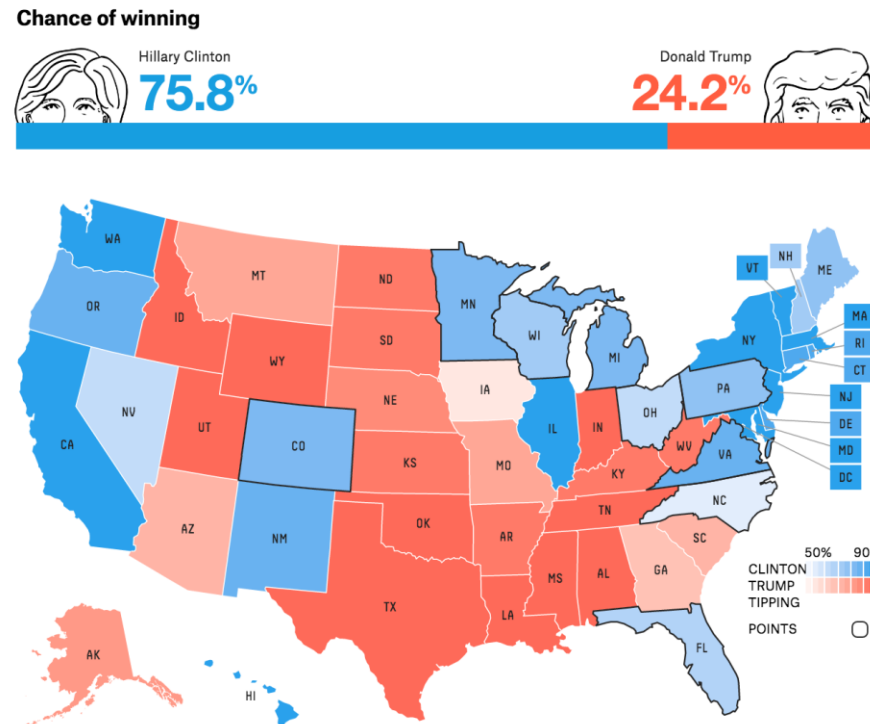 Chance of winning
Hillary Clinton
75.8%
Donald Trump
24.2%
WA
MT
ND
MN
VT
NH
ME
OR
ID
SD
WI
MI
NY
MA
RI
CT
WY
IA
PA
NJ
NV
UT
NE
OH
DE
CA
CO
IL
IN
WV
VA
MD
DC
KS
MO
KY
AZ
NM
OK
AR
TN
NC
SC
MS
AL
GA
TX
LA
FL
AK
HI
50% 90
CLINTON
TRUMP
TIPPING
POINTS